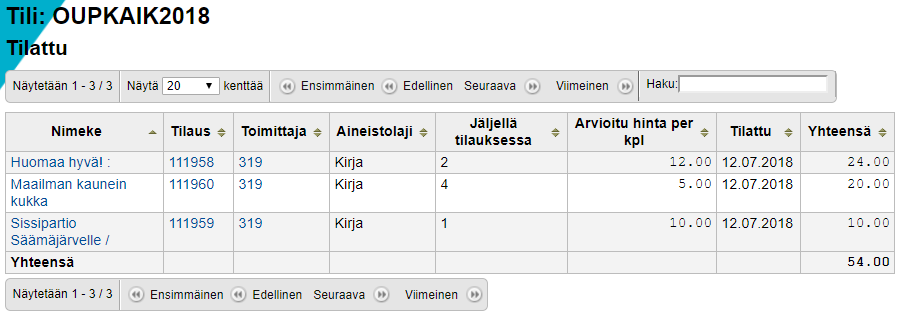 Tili: OUPKAIK2018
Tilattu
Näytetään 1 - 3 / 3 Näytä 20 kenttää Ensimmäinen Edellinen Seuraava Viimeinen Haku:
Nimeke Tilaus Toimittaja Aineistolaji Jäljellä tilauksessa Arvioitu hinta per kpl Tilattu Yhteensä
Huomaa hyvä! : 111958 319 Kirja 2 12.00 12.07.2018 24.00
Maailman kaunein kukka 111960 319 Kirja 4 5.00 12.07.2018 20.00
Sissipartio Säämäjärvelle / 111959 319 Kirja 1 10.00 12.07.2018 10.00
Yhteensä 54.00
Näytetään 1 - 3 / 3 Ensimmäinen Edellinen Seuraava Viimeinen